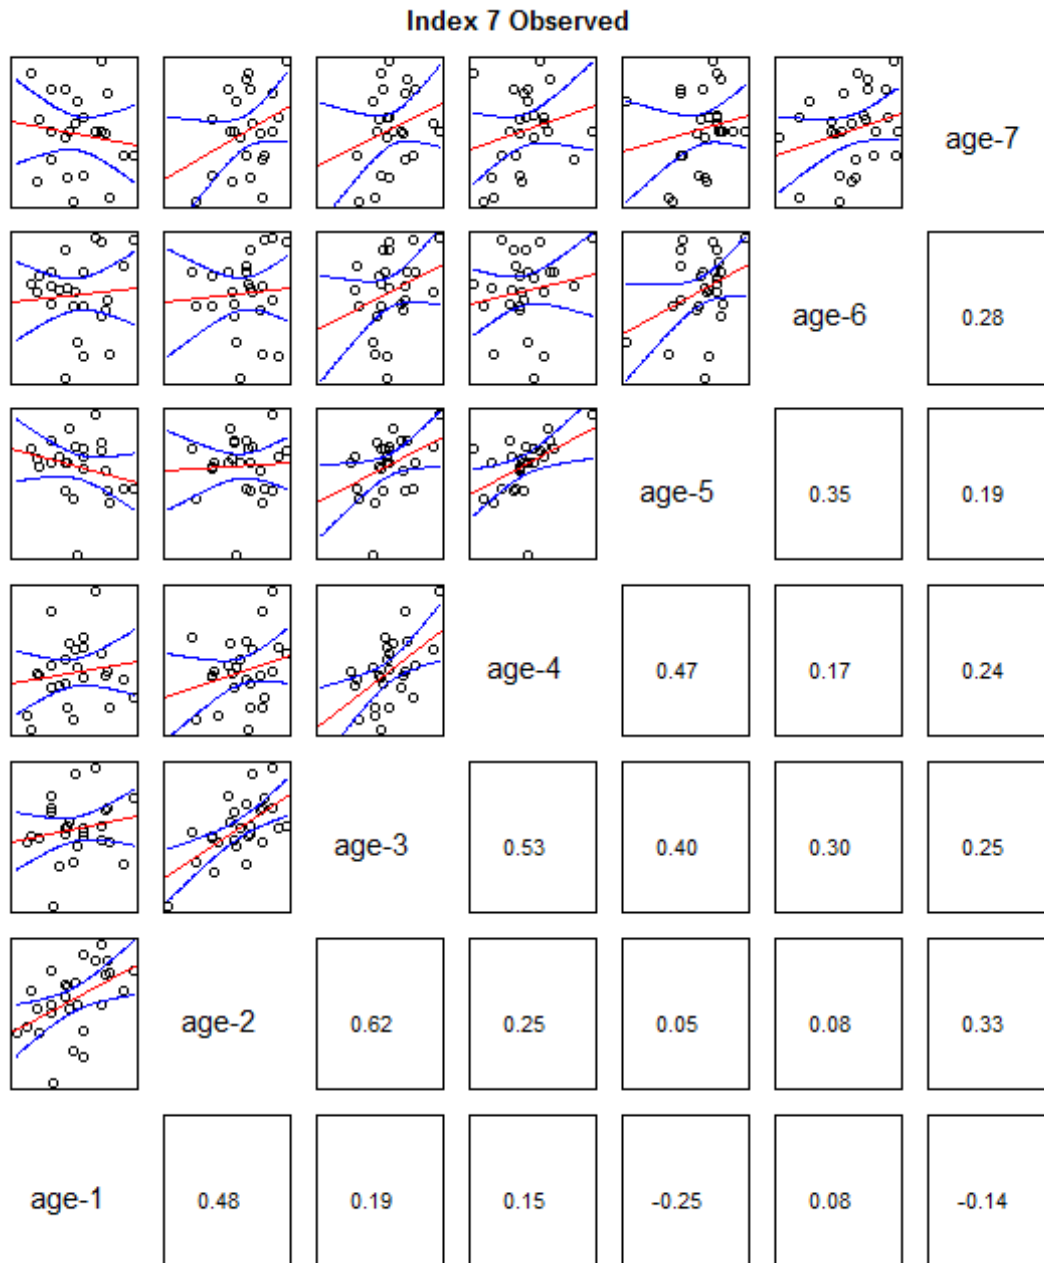 Index 7 Observed
age-7
age-6 0.28
age-5 0.35 0.19
age-4 0.47 0.17 0.24
age-3 0.53 0.40 0.30 0.25
age-2 0.62 0.25 0.05 0.08 0.33
age-1 0.48 0.19 0.15 -0.25 0.08 -0.14